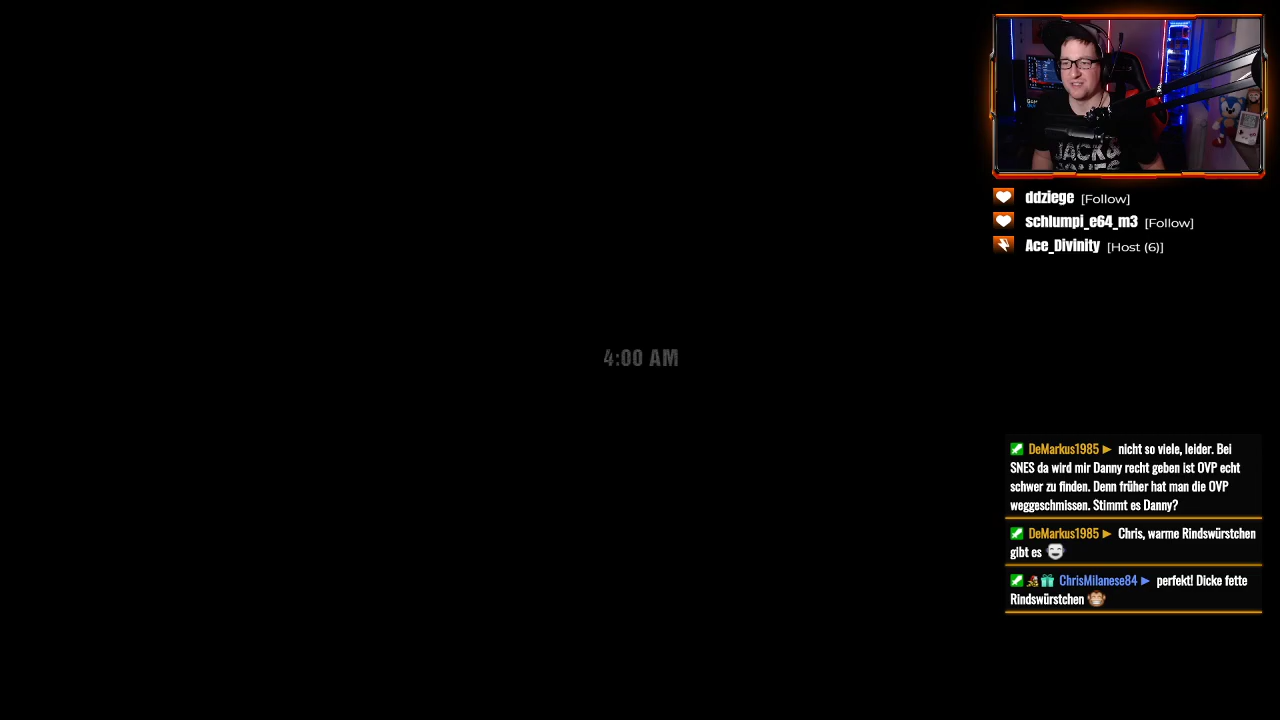 JACK &
ddziege [Follow]
schlumpi_e64_m3 [Follow]
Ace_Divinity [Host (6)]
4:00 AM
DeMarkus1985 ► nicht so viele, leider. Bei
SNES da wird mir Danny recht geben ist OVP echt
schwer zu finden. Denn früher hat man die OVP
weggeschmissen. Stimmt es Danny?
DeMarkus1985 ► Chris, warme Rindswürstchen
gibt es
ChrisMilanese84 ► perfekt! Dicke fette
Rindswürstchen